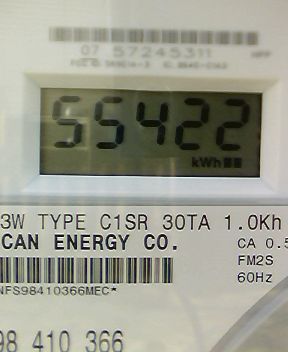 07 57245311
55422
kWh
3W TYPE C1SR 30TA 1.0Kh
CAN ENERGY CO.
CA 0.5
FM2S
60Hz
NFS98410366MEC*
98 410 366